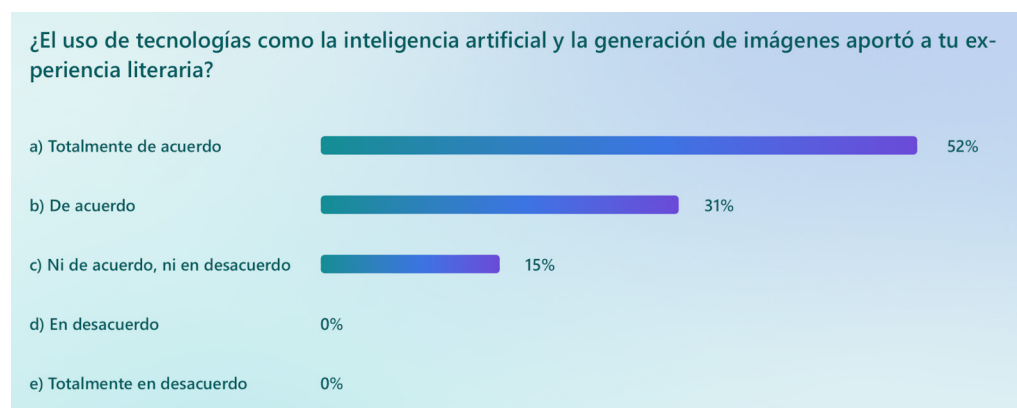 ¿El uso de tecnologías como la inteligencia artificial y la generación de imágenes aportó a tu ex-
periencia literaria?
a) Totalmente de acuerdo 52%
b) De acuerdo 31%
c) Ni de acuerdo, ni en desacuerdo 15%
d) En desacuerdo 0%
e) Totalmente en desacuerdo 0%